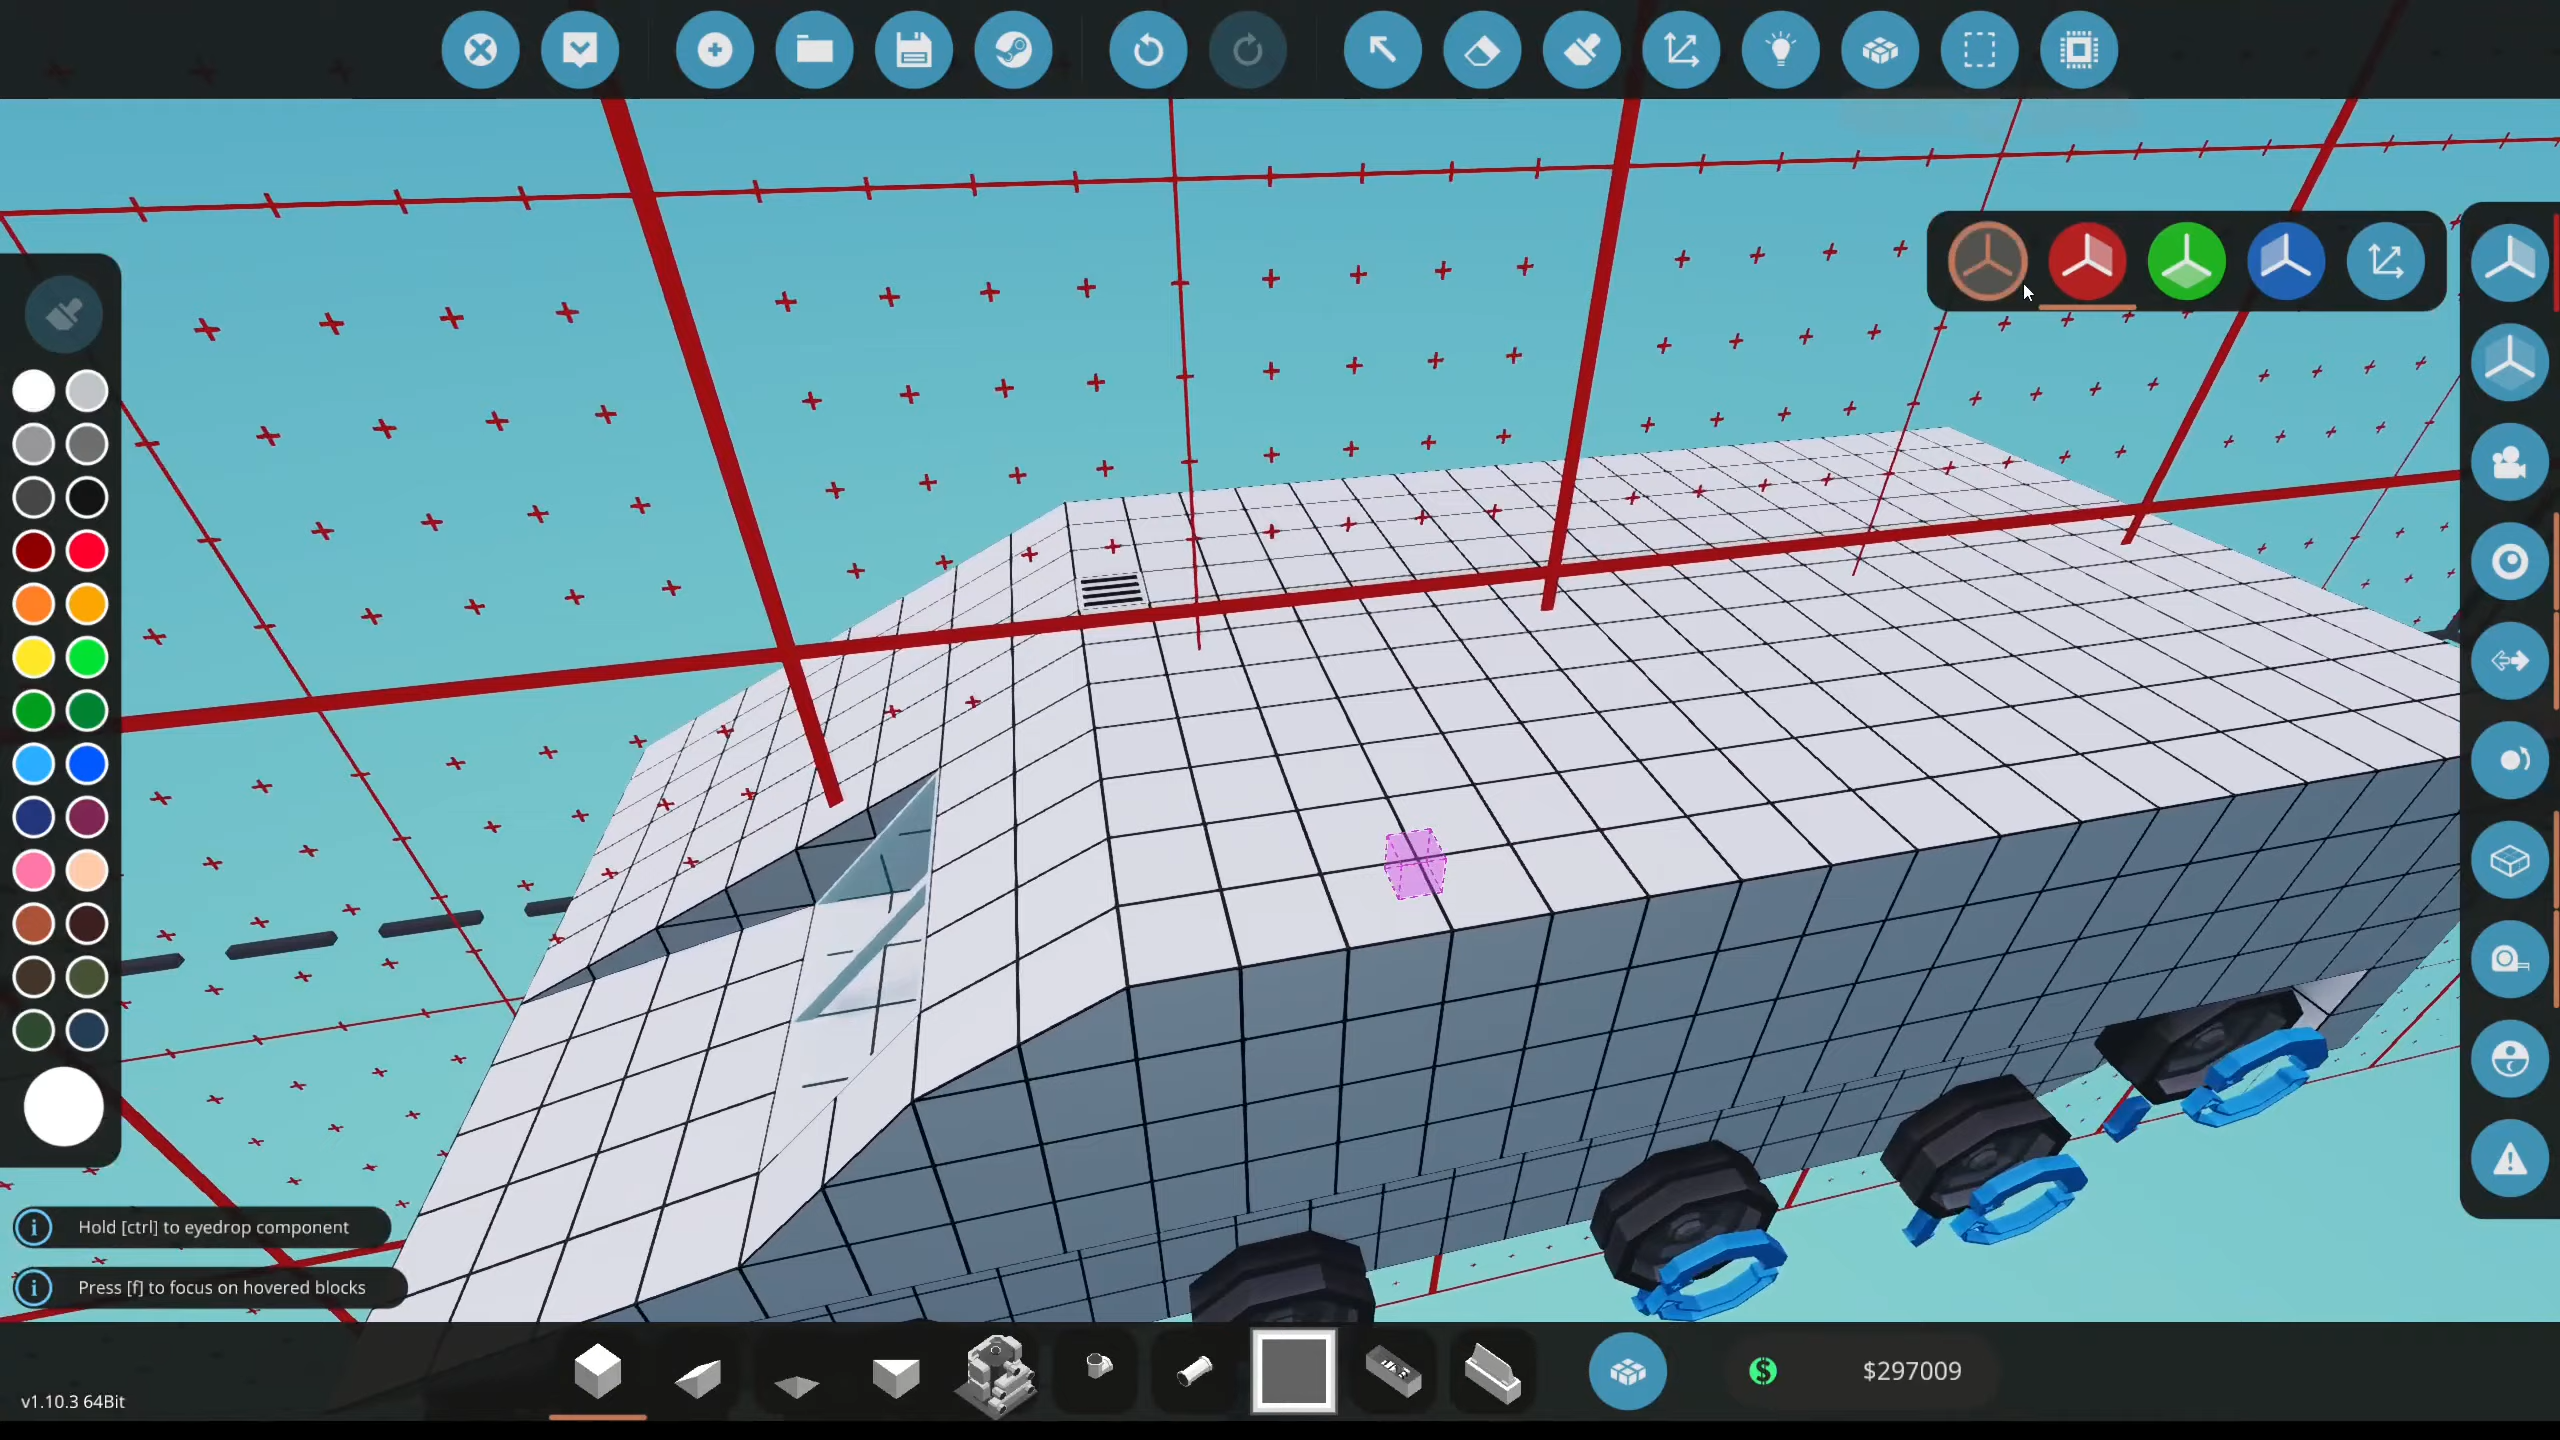 Hold [ctrl] to eyedrop component
Press [f] to focus on hovered blocks
v1.10.3 64Bit
$297009